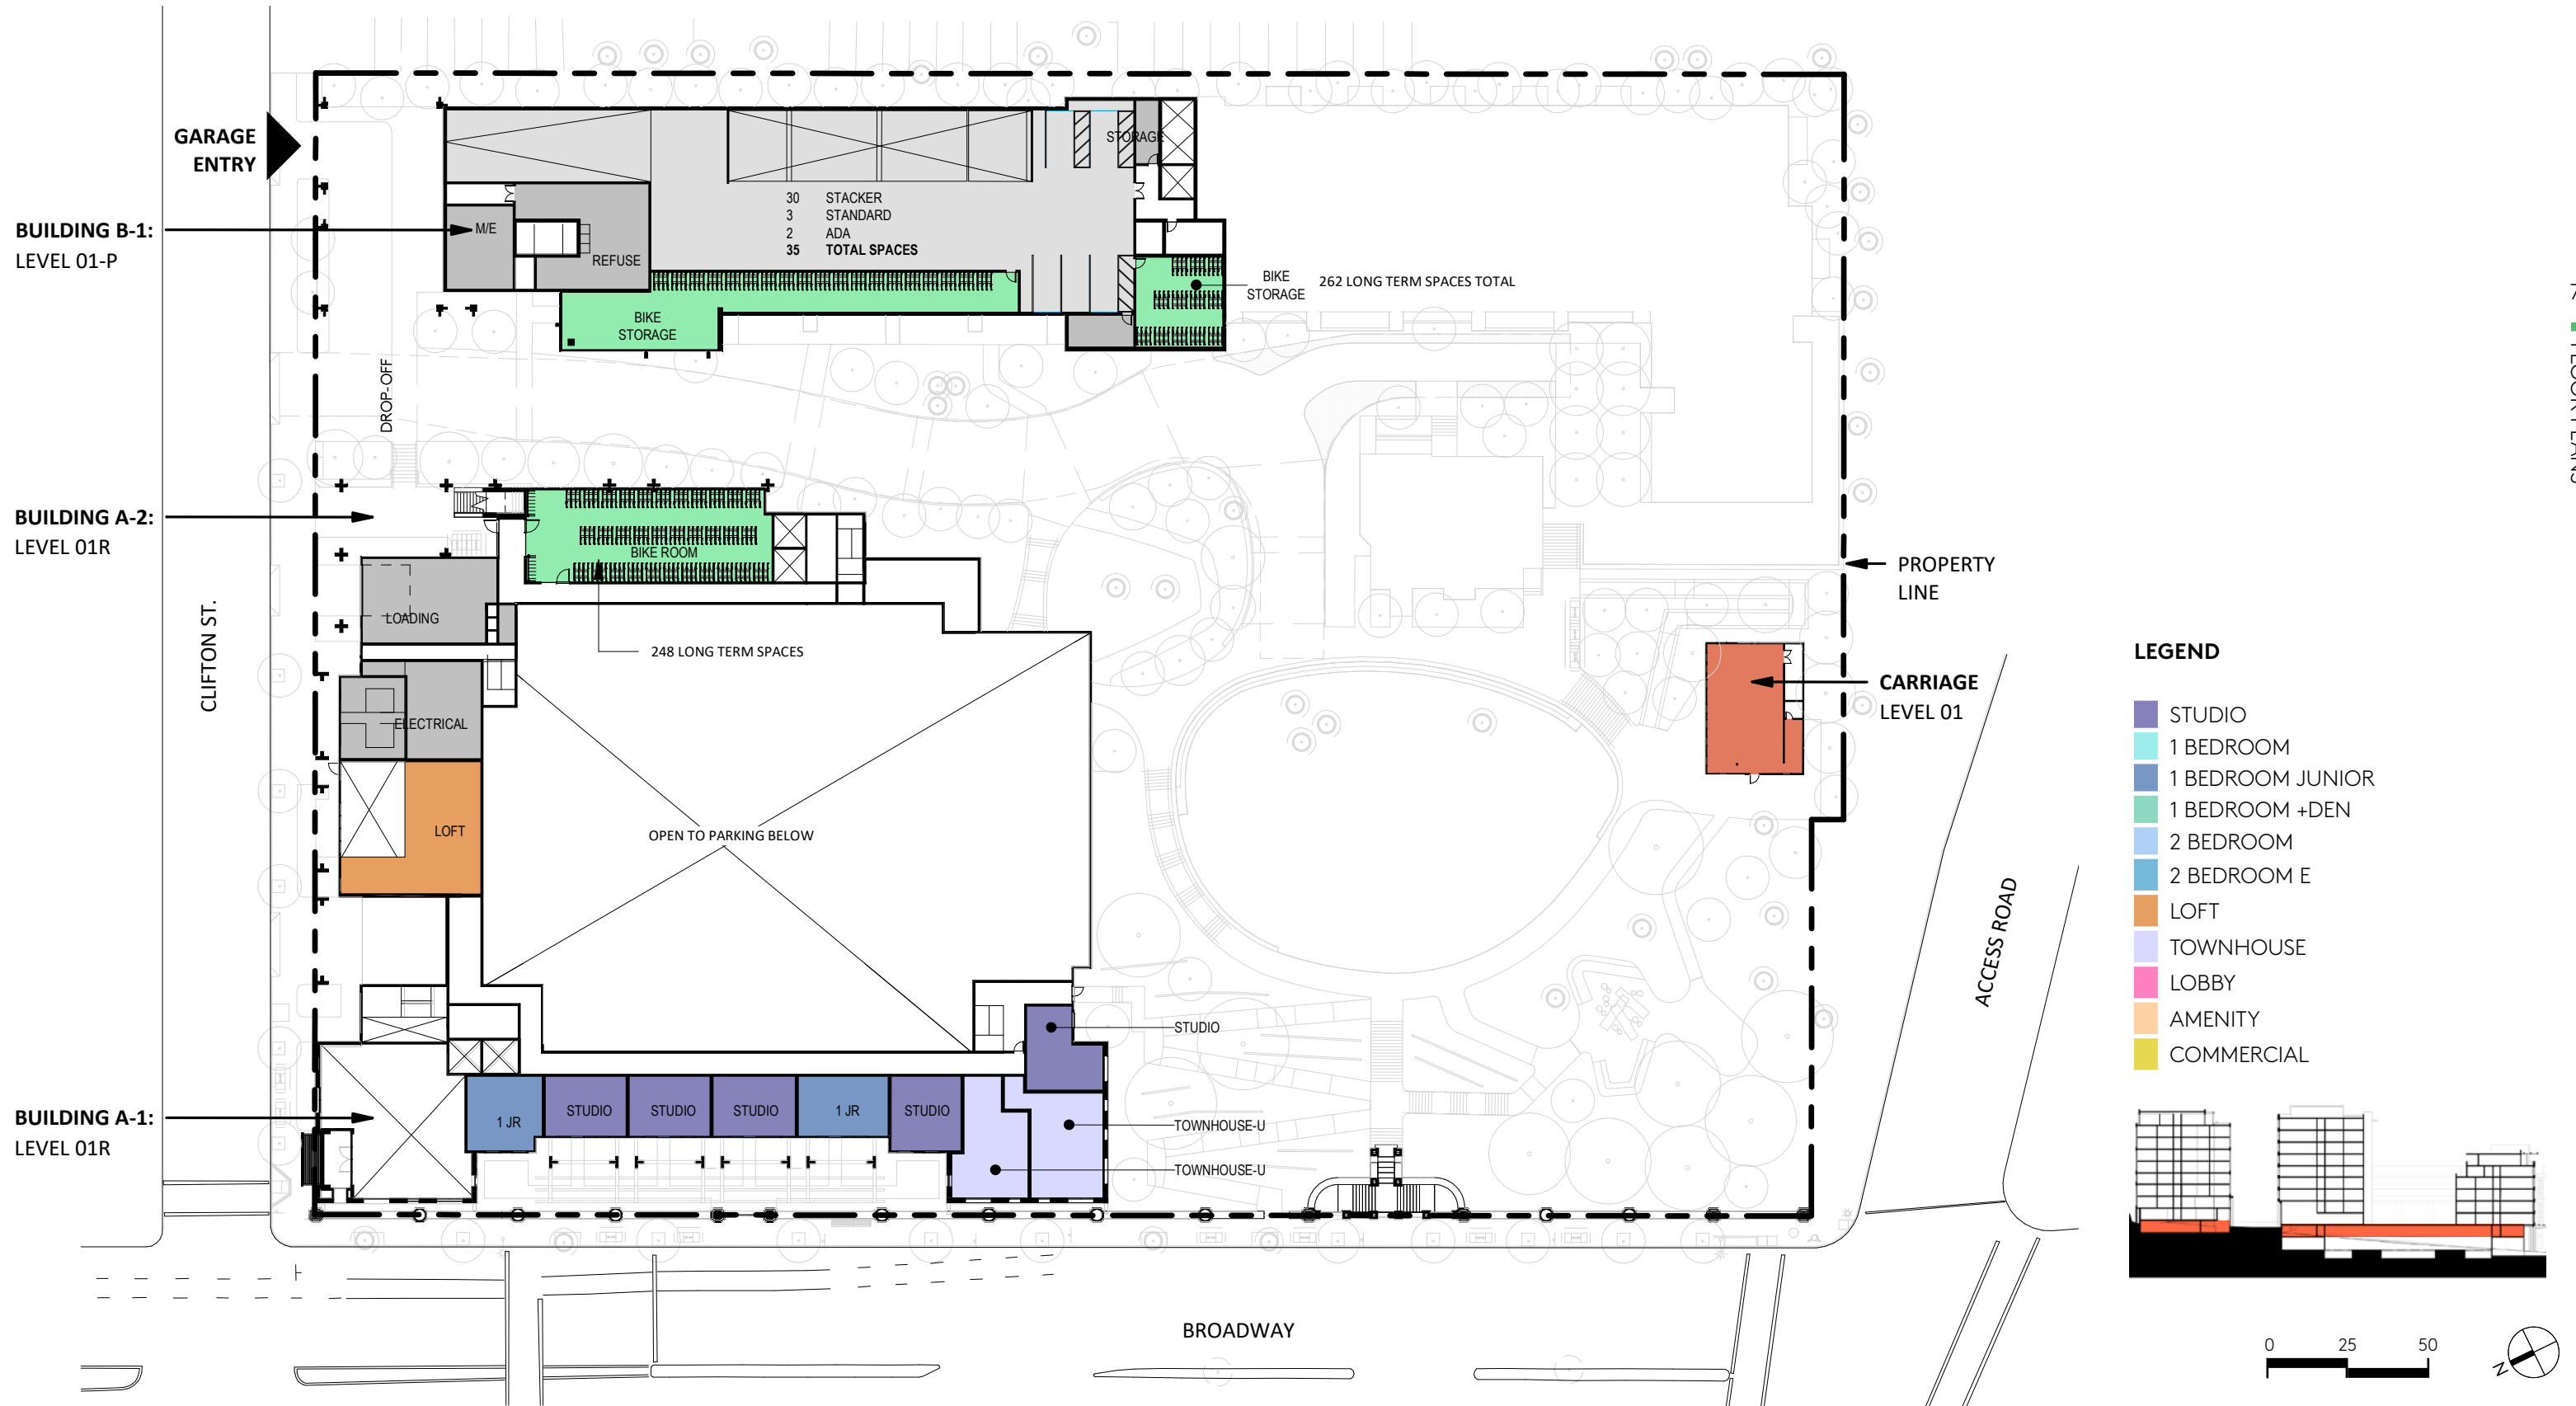 GARAGE
ENTRY
BUILDING B-1:
LEVEL 01-P
M/E
REFUSE
30 STACKER
3 STANDARD
2 ADA
35 TOTAL SPACES
STORAGE
BIKE
STORAGE
BIKE
STORAGE
262 LONG TERM SPACES TOTAL
DROP-OFF
BUILDING A-2:
LEVEL 01R
BIKE ROOM
LOADING
248 LONG TERM SPACES
CLIFTON ST.
ELECTRICAL
LOFT
OPEN TO PARKING BELOW
PROPERTY
LINE
CARRIAGE
LEVEL 01
ACCESS ROAD
STUDIO
BUILDING A-1:
LEVEL 01R
1 JR
STUDIO
STUDIO
STUDIO
1 JR
STUDIO
TOWNHOUSE-U
TOWNHOUSE-U
BROADWAY
LEGEND
STUDIO
1 BEDROOM
1 BEDROOM JUNIOR
1 BEDROOM +DEN
2 BEDROOM
2 BEDROOM E
LOFT
TOWNHOUSE
LOBBY
AMENITY
COMMERCIAL
0 25 50
N